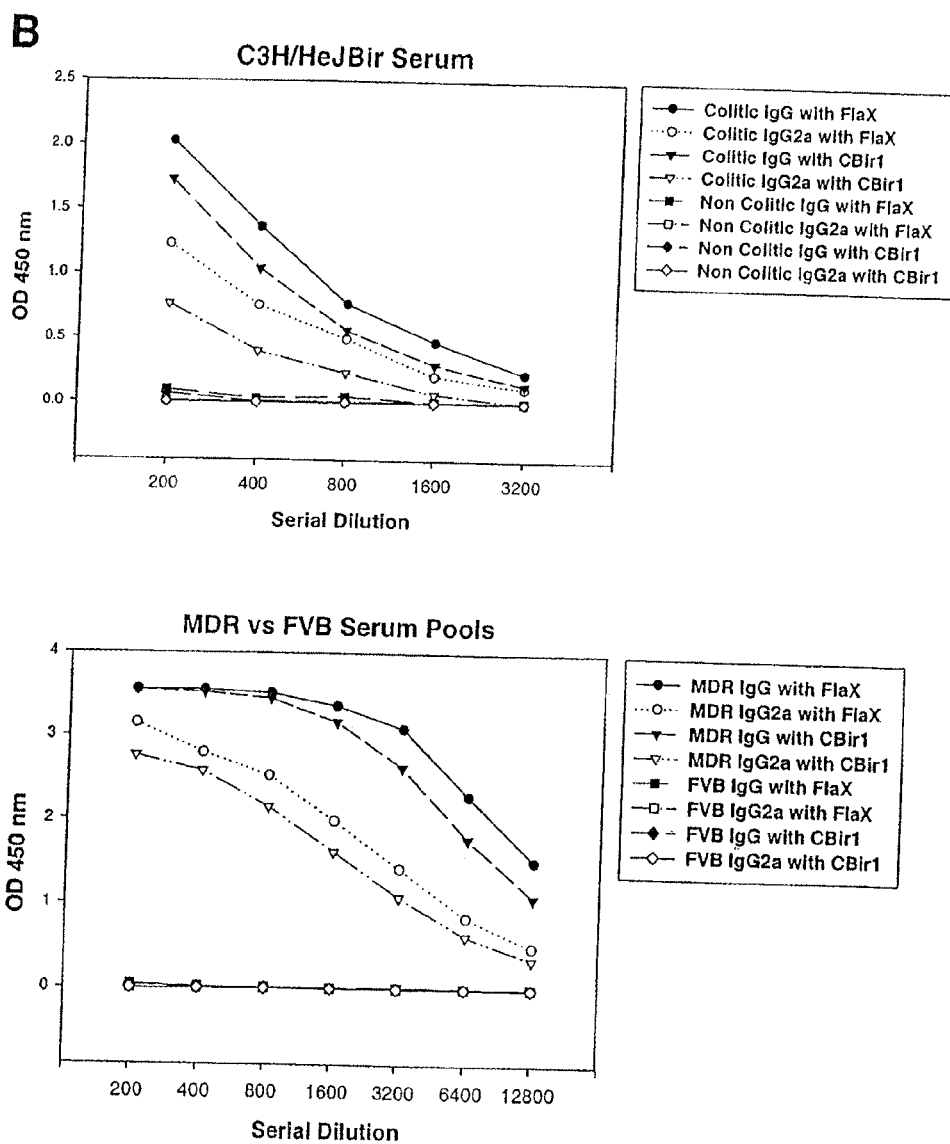 B
C3H/HeJBir Serum
2.5
2.0
1.5
1.0
0.5
0.0
OD 450 nm
200 400 800 1600 3200
Serial Dilution
Colitic IgG with FlaX
Colitic IgG2a with FlaX
Colitic IgG with CBir1
Colitic IgG2a with CBir1
Non Colitic IgG with FlaX
Non Colitic IgG2a with FlaX
Non Colitic IgG with CBir1
Non Colitic IgG2a with CBir1
MDR vs FVB Serum Pools
4
3
2
1
0
OD 450 nm
200 400 800 1600 3200 6400 12800
Serial Dilution
MDR IgG with FlaX
MDR IgG2a with FlaX
MDR IgG with CBir1
MDR IgG2a with CBir1
FVB IgG with FlaX
FVB IgG2a with FlaX
FVB IgG with CBir1
FVB IgG2a with CBir1